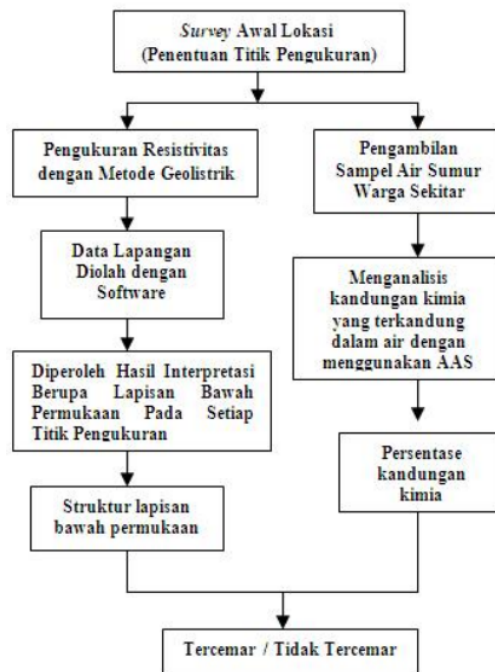 Survey Awal Lokasi
(Penentuan Titik Pengukuran)
Pengukuran Resistivitas
dengan Metode Geolistrik
Data Lapangan
Diolah dengan
Software
Diperoleh Hasil Interpretasi
Berupa Lapisan Bawah
Permukaan Pada Setiap
Titik Pengukuran
Struktur lapisan
bawah permukaan
Pengambilan
Sampel Air Sumur
Warga Sekitar
Menganalisis
kandungan kimia
yang terkandung
dalam air dengan
menggunakan AAS
Persentase
kandungan
kimia
Tercemar / Tidak Tercemar